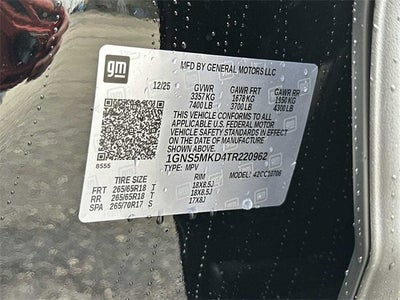 gm
MFD BY GENERAL MOTORS LLC
12/25 GVWR GAWR FRT GAWR RR
3357 KG 1678 KG 1950 KG
7400 LB 3700 LB 4300 LB
THIS VEHICLE CONFORMS TO ALL
APPLICABLE U.S. FEDERAL MOTOR
VEHICLE SAFETY STANDARDS IN
EFFECT ON THE DATE OF MANUFACTURE
SHOWN ABOVE.
1GNS5MKD4TR220962
8555
TYPE: MPV MODEL: 42CC10706
TIRE SIZE RIM
FRT 265/65R18 T 18X8.5J
RR 265/65R18 T 18X8.5J
SPA 265/70R17 S 17X8J